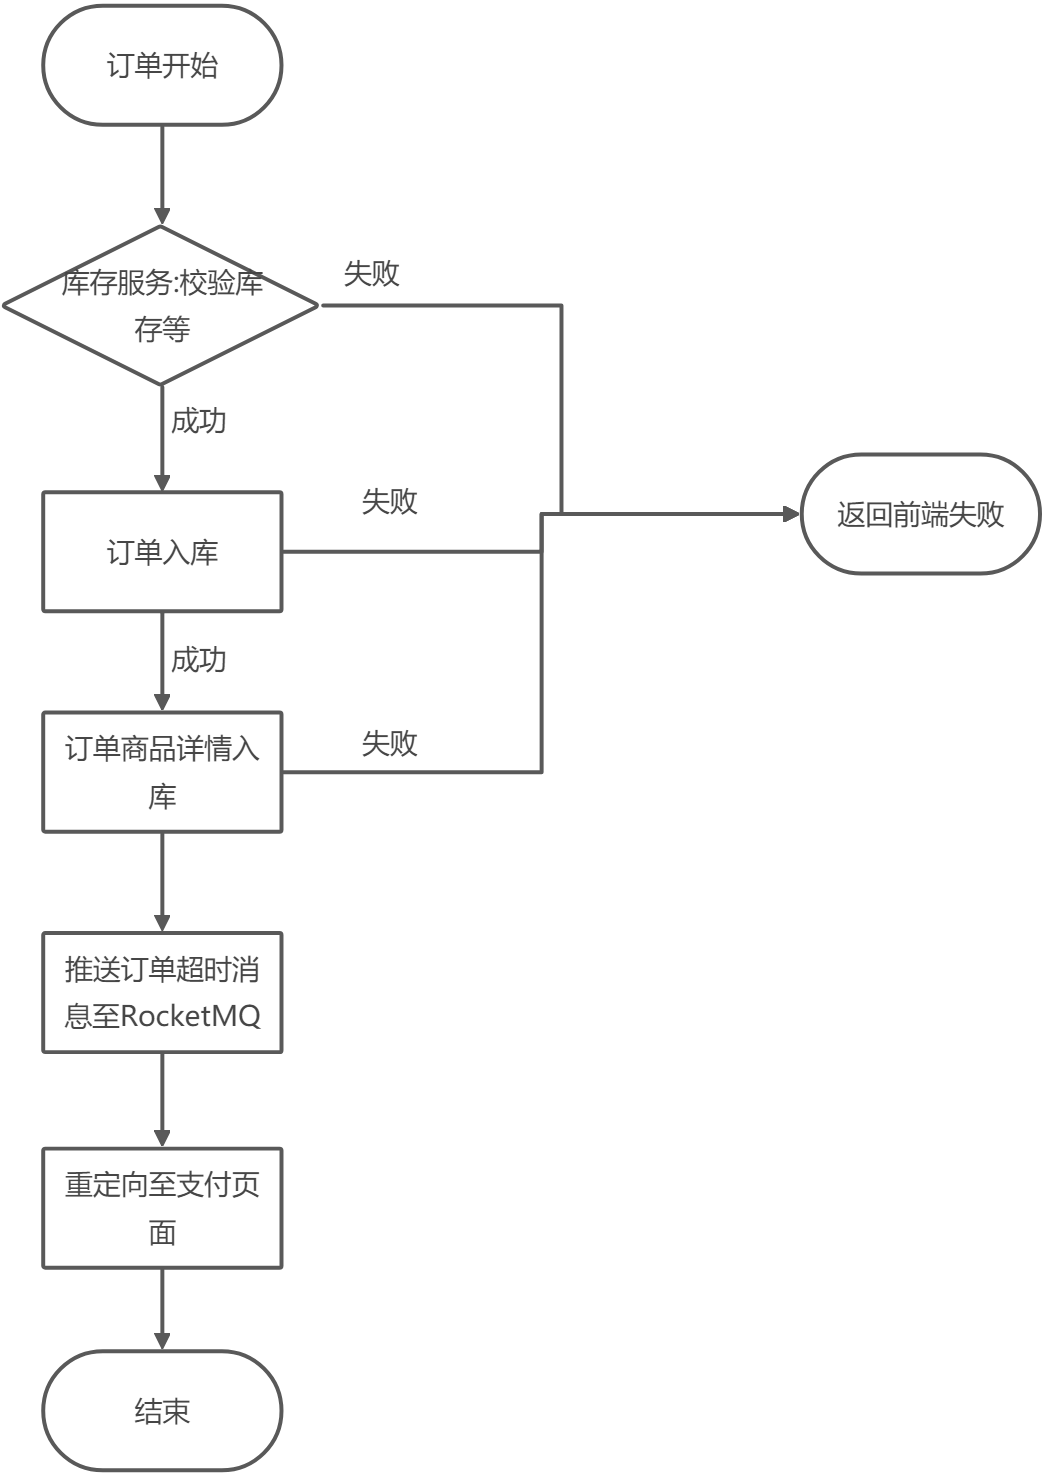 订单开始
库存服务:校验库
存等
失败
成功
订单入库
失败
返回前端失败
成功
订单商品详情入
库
失败
推送订单超时消
息至RocketMQ
重定向至支付页
面
结束